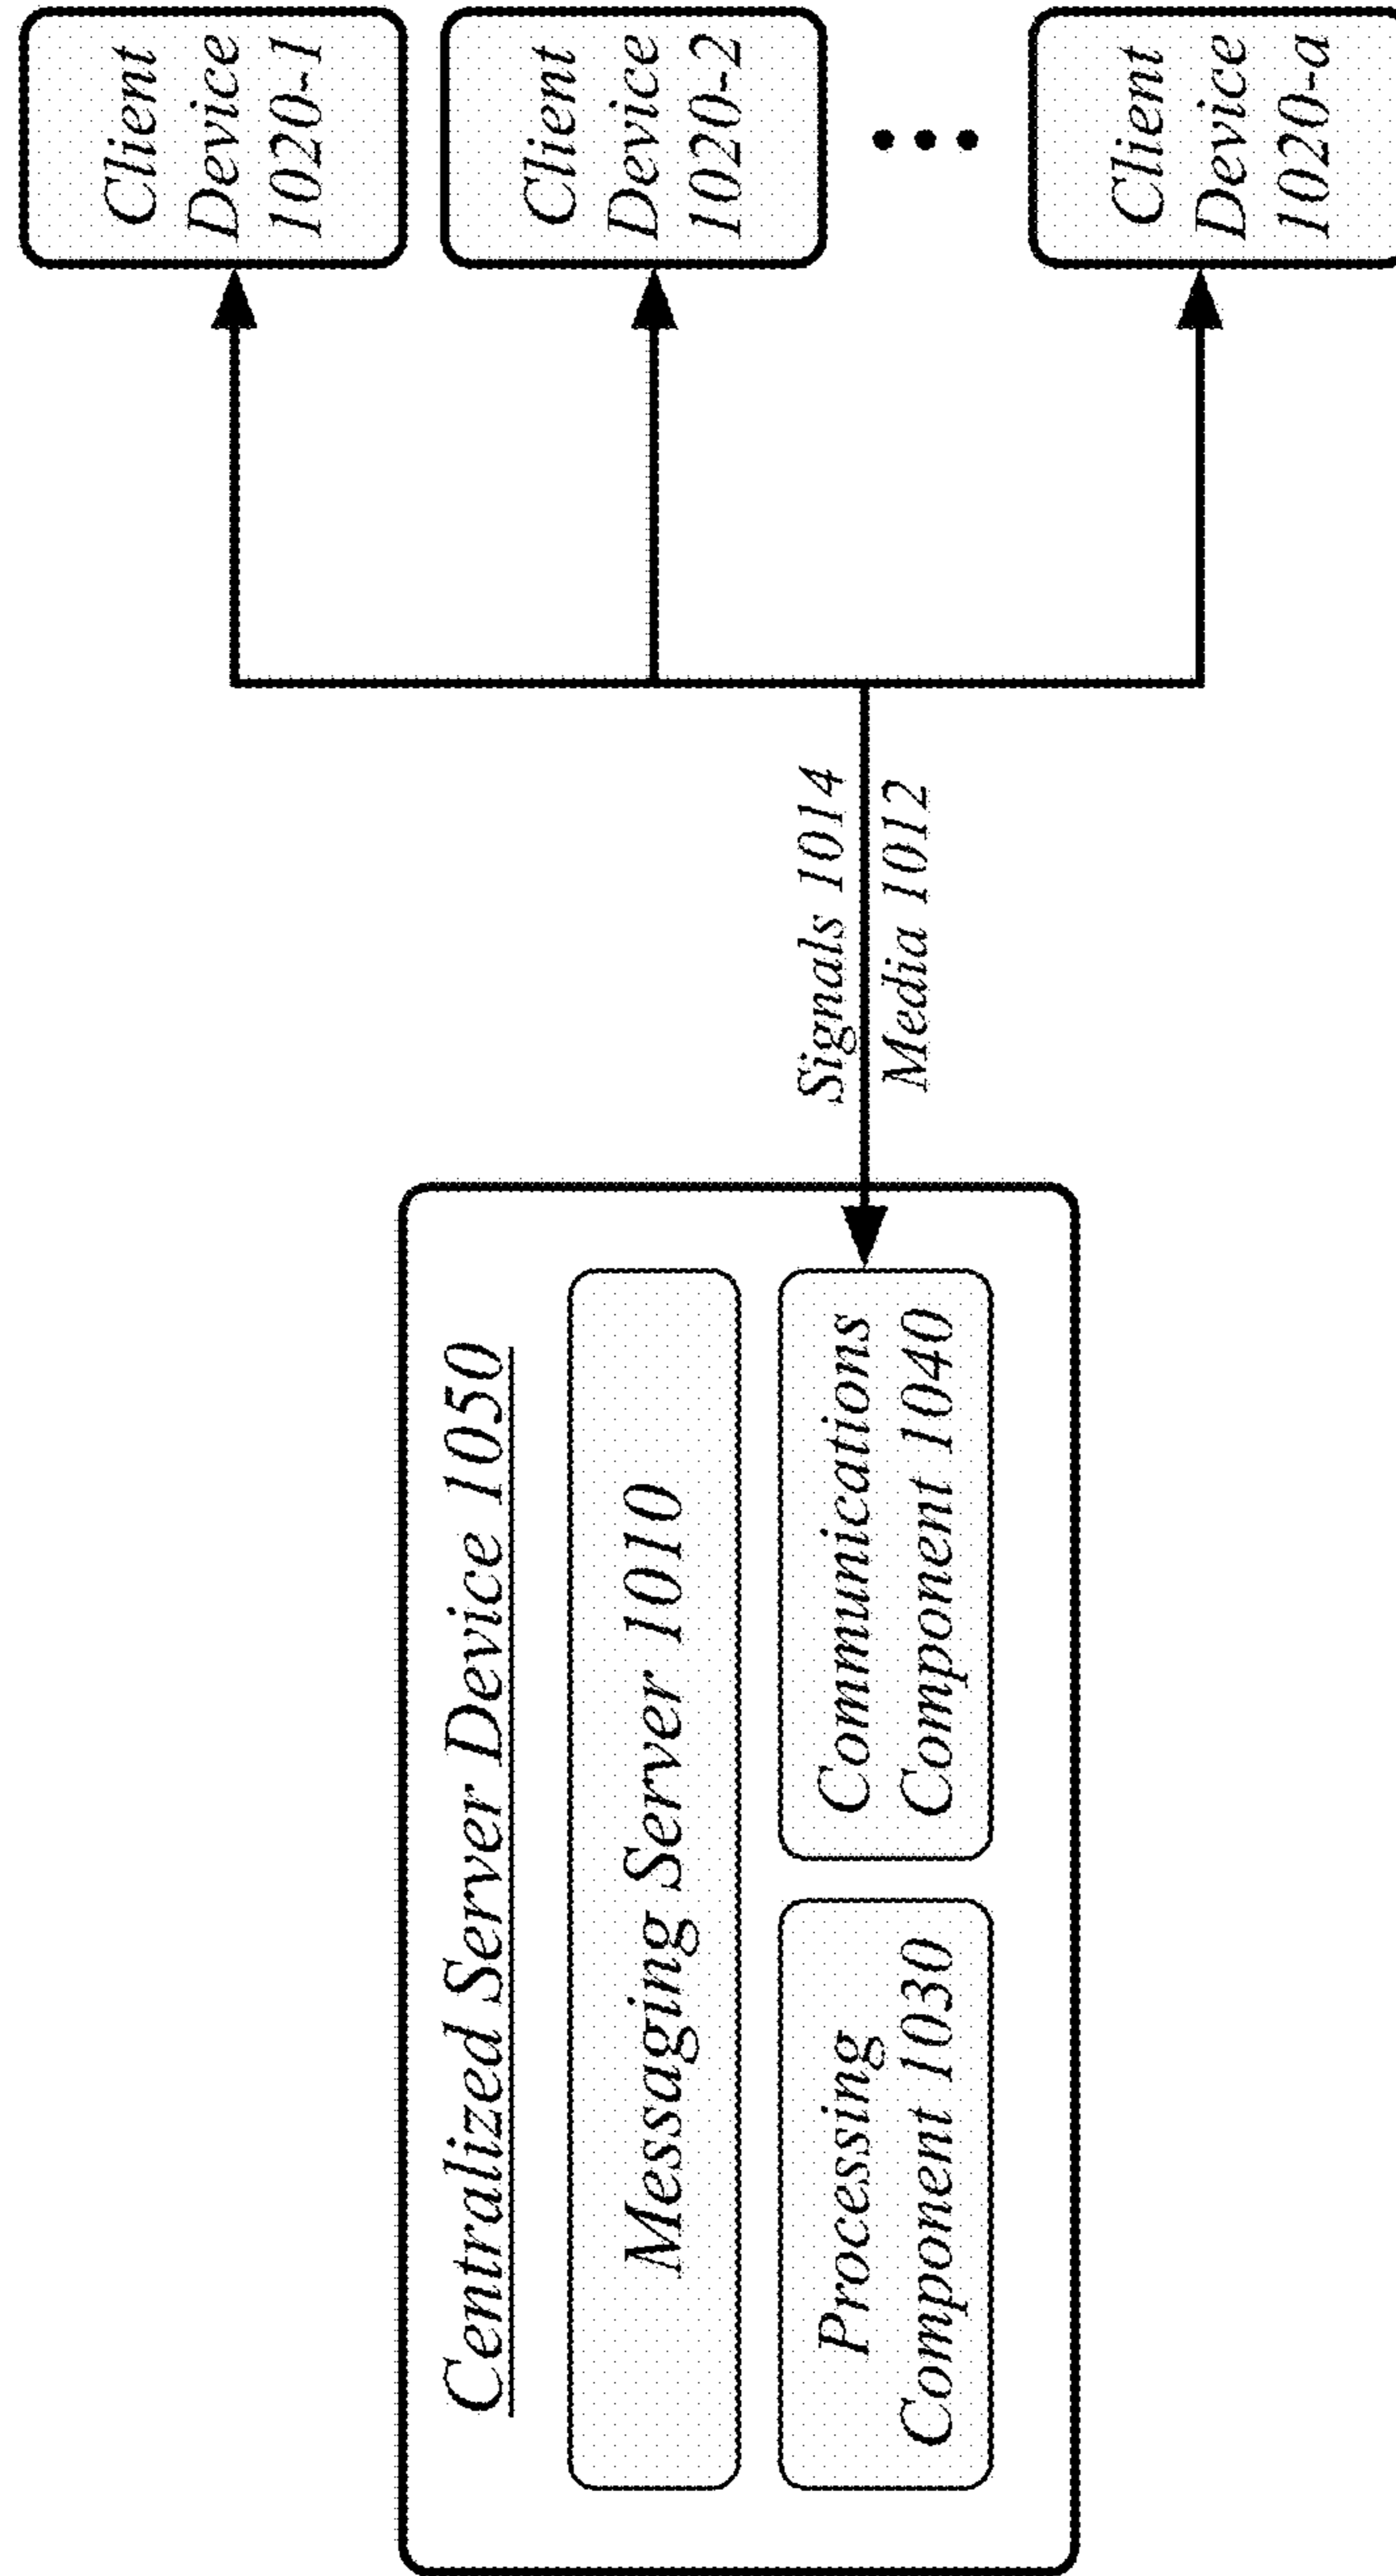 Centralized Server Device 1050
Messaging Server 1010
Processing
Component 1030
Communications
Component 1040
Signals 1014
Media 1012
Client
Device
1020-1
Client
Device
1020-2
Client
Device
1020-a